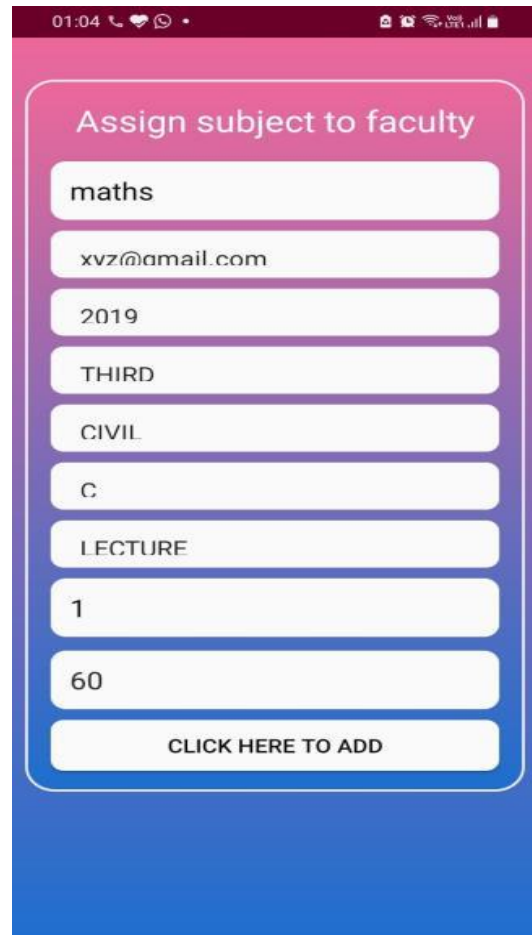 01:04
Assign subject to faculty
maths
xyz@gmail.com
2019
THIRD
CIVIL
C
LECTURE
1
60
CLICK HERE TO ADD